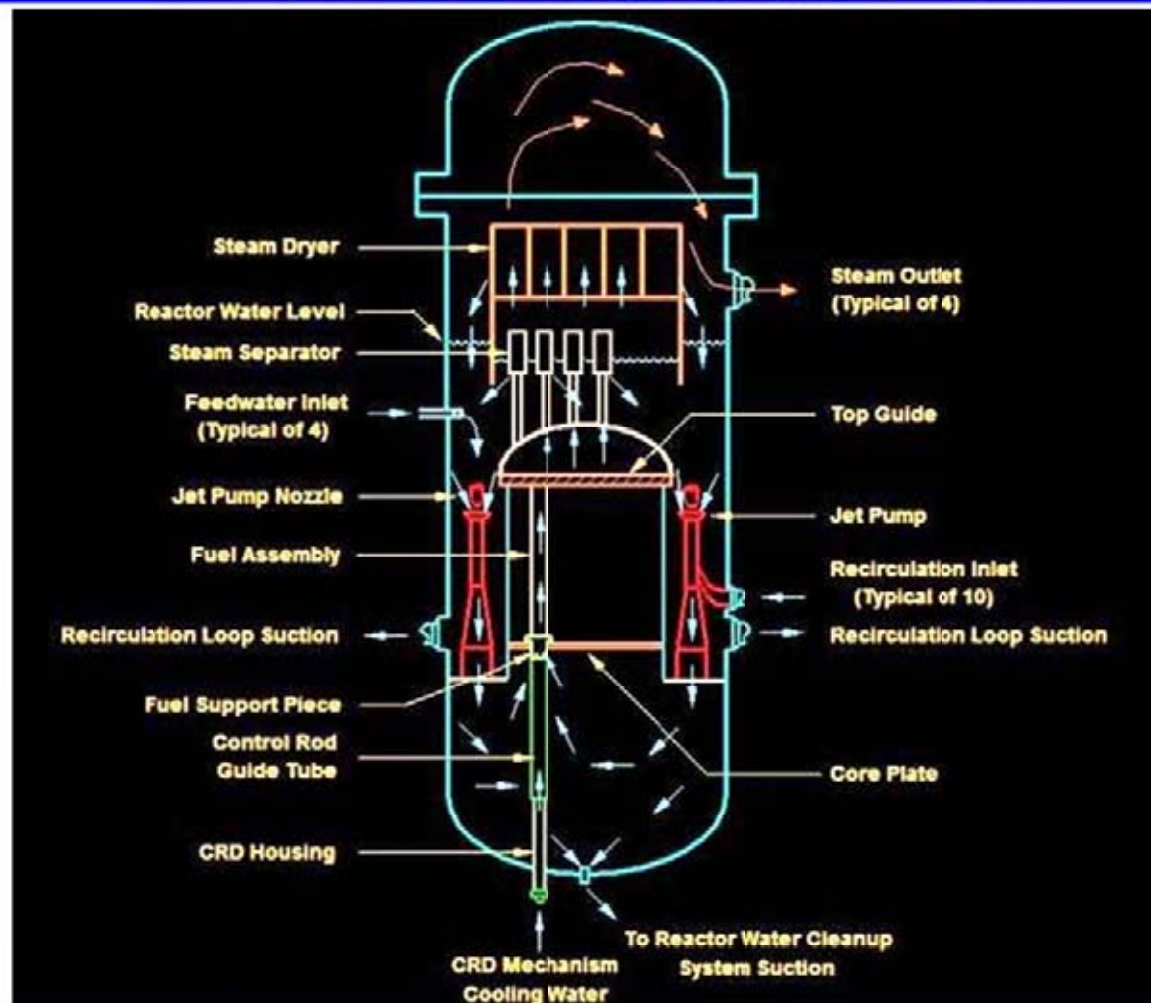 Steam Dryer
Reactor Water Level
Steam Separator
Feedwater Inlet
(Typical of 4)
Jet Pump Nozzle
Fuel Assembly
Recirculation Loop Suction
Fuel Support Piece
Control Rod
Guide Tube
CRD Housing
CRD Mechanism
Cooling Water
To Reactor Water Cleanup
System Suction
Steam Outlet
(Typical of 4)
Top Guide
Jet Pump
Recirculation Inlet
(Typical of 10)
Recirculation Loop Suction
Core Plate